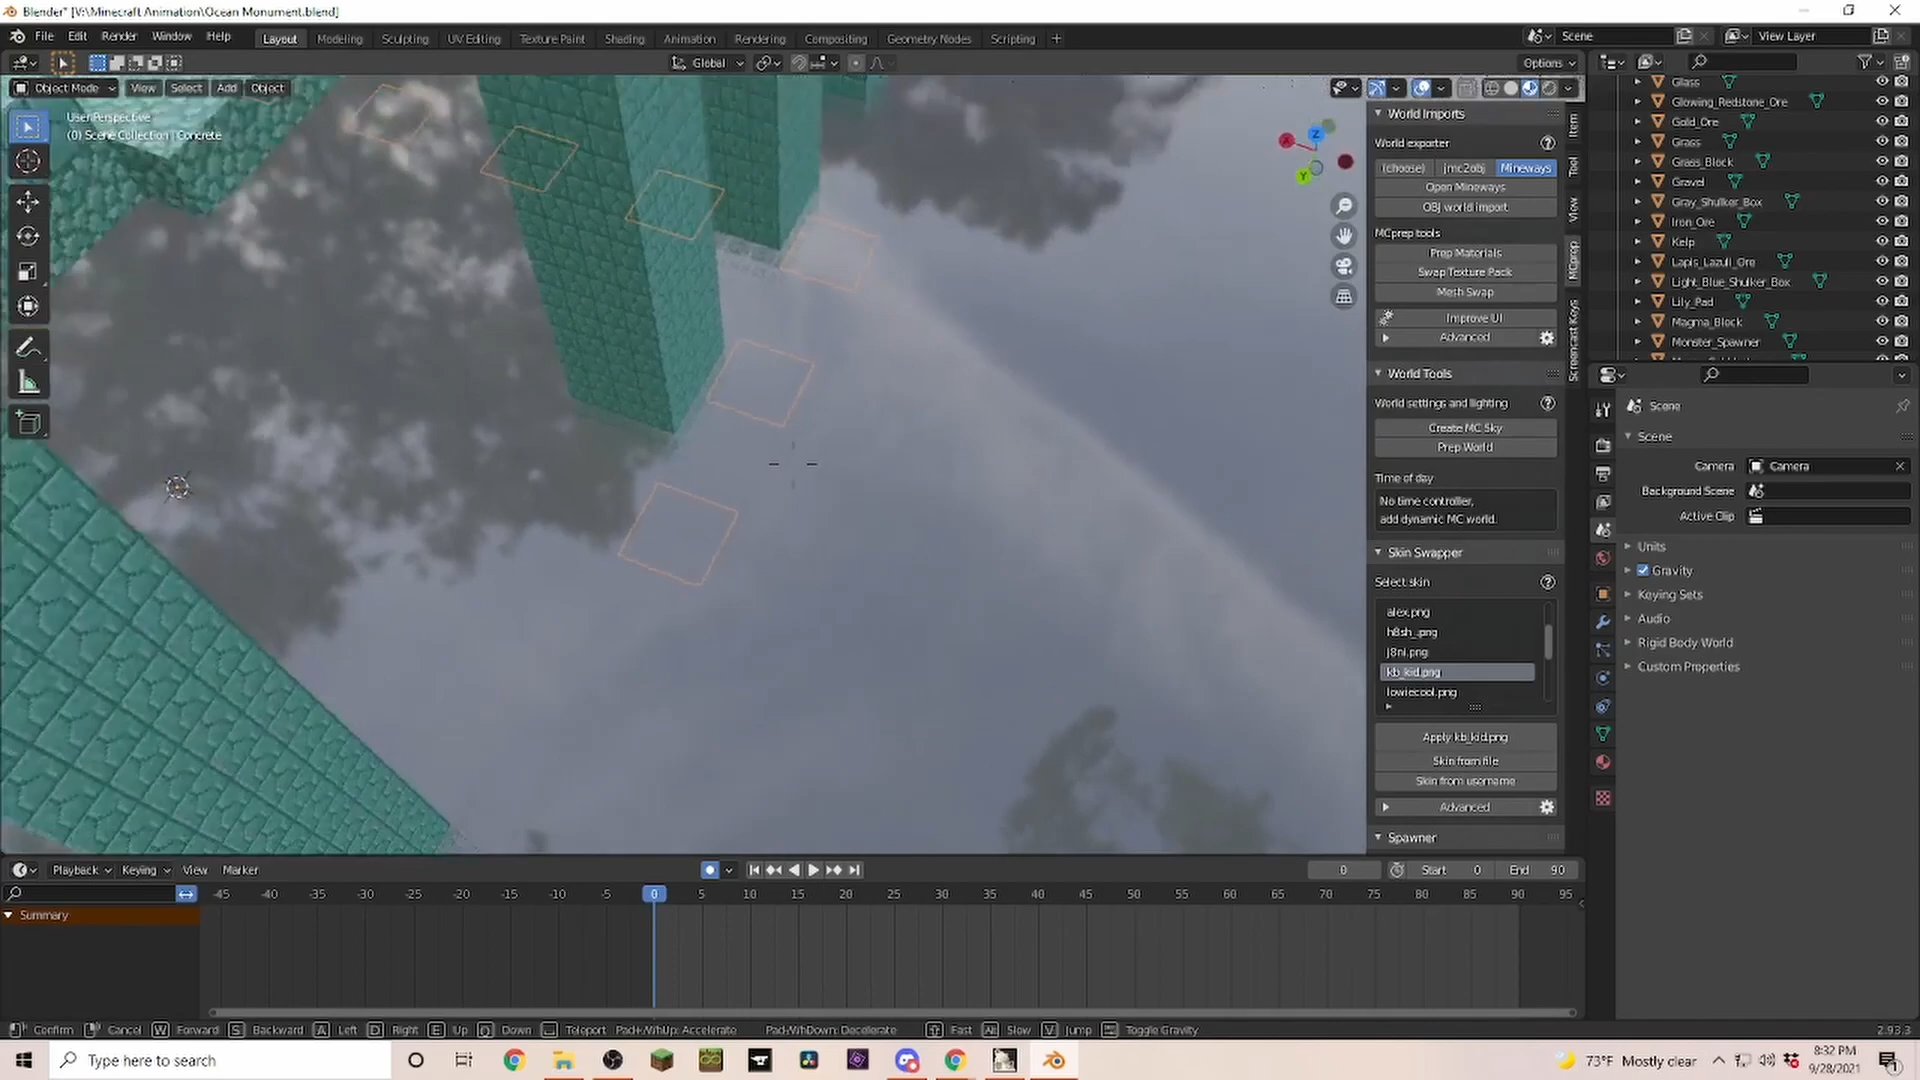 Blender* [V:\Minecraft Animation\Ocean Monument.blend]
File Edit Render Window Help
Layout Modeling Sculpting UV Editing Texture Paint Shading Animation Rendering Compositing Geometry Nodes Scripting +
Scene
View Layer
Global
Options
Object Mode View Select Add Object
User Perspective
(0) Scene Collection | Concrete
Z
Y
World Imports
World exporter
(choose) jmc2obj Mineways
Open Mineways
OBJ world import
MCprep tools
Prep Materials
Swap Texture Pack
Mesh Swap
Improve UI
Advanced
World Tools
World settings and lighting
Create MC Sky
Prep World
Time of day
No time controller,
add dynamic MC world.
Skin Swapper
Select skin
alex.png
h8sh_.png
j8ni.png
kb_kid.png
lowiecool.png
Apply kb_kid.png
Skin from file
Skin from username
Advanced
Spawner
Item
Tool
View
MCprep
Screencast Keys
Glass
Glowing_Redstone_Ore
Gold_Ore
Grass
Grass_Block
Gravel
Gray_Shulker_Box
Iron_Ore
Kelp
Lapis_Lazuli_Ore
Light_Blue_Shulker_Box
Lily_Pad
Magma_Block
Monster_Spawner
Scene
Scene
Camera Camera
Background Scene
Active Clip
Units
Gravity
Keying Sets
Audio
Rigid Body World
Custom Properties
Playback Keying View Marker
0 Start 0 End 90
-45 -40 -35 -30 -25 -20 -15 -10 -5 0 5 10 15 20 25 30 35 40 45 50 55 60 65 70 75 80 85 90 95
Summary
Confirm Cancel W Forward S Backward A Left D Right E Up Q Down Teleport Pad+/WhUp: Accelerate Pad-/WhDown: Decelerate Fast Alt Slow V Jump Toggle Gravity
2.93.3
Type here to search
73°F Mostly clear
8:32 PM
9/28/2021
1